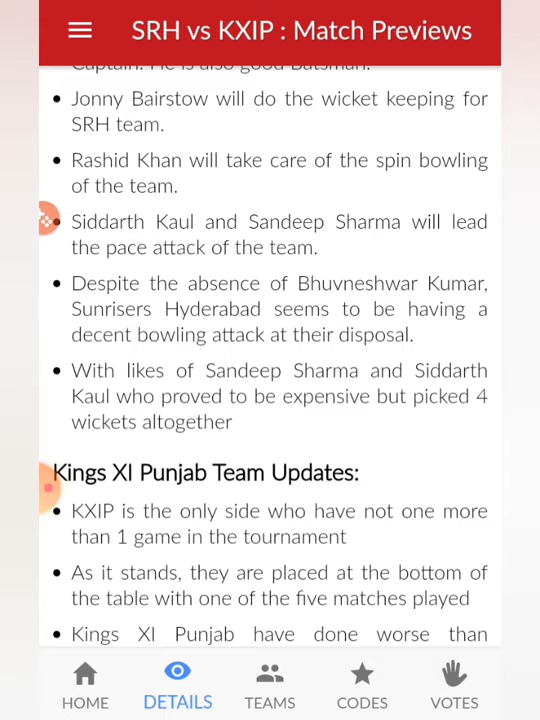 SRH vs KXIP : Match Previews
Captain. He is also good Batsman.
• Jonny Bairstow will do the wicket keeping for
SRH team.
• Rashid Khan will take care of the spin bowling
of the team.
• Siddarth Kaul and Sandeep Sharma will lead
the pace attack of the team.
• Despite the absence of Bhuvneshwar Kumar,
Sunrisers Hyderabad seems to be having a
decent bowling attack at their disposal.
• With likes of Sandeep Sharma and Siddarth
Kaul who proved to be expensive but picked 4
wickets altogether
Kings XI Punjab Team Updates:
• KXIP is the only side who have not one more
than 1 game in the tournament
• As it stands, they are placed at the bottom of
the table with one of the five matches played
• Kings XI Punjab have done worse than
HOME DETAILS TEAMS CODES VOTES